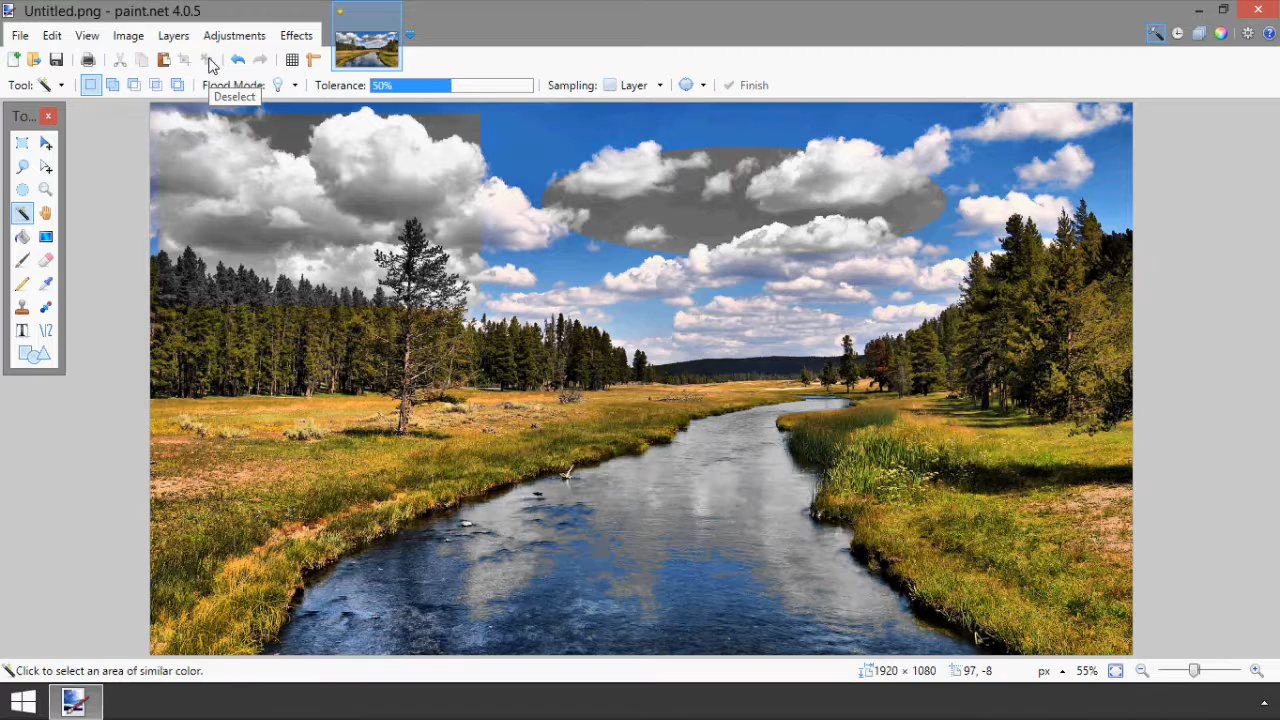 Untitled.png - paint.net 4.0.5
File Edit View Image Layers Adjustments Effects
Tool: Flood Mode: Tolerance: 50% Sampling: Layer Finish
Deselect
To...
Click to select an area of similar color. 1920 × 1080 97, -8 px 55%